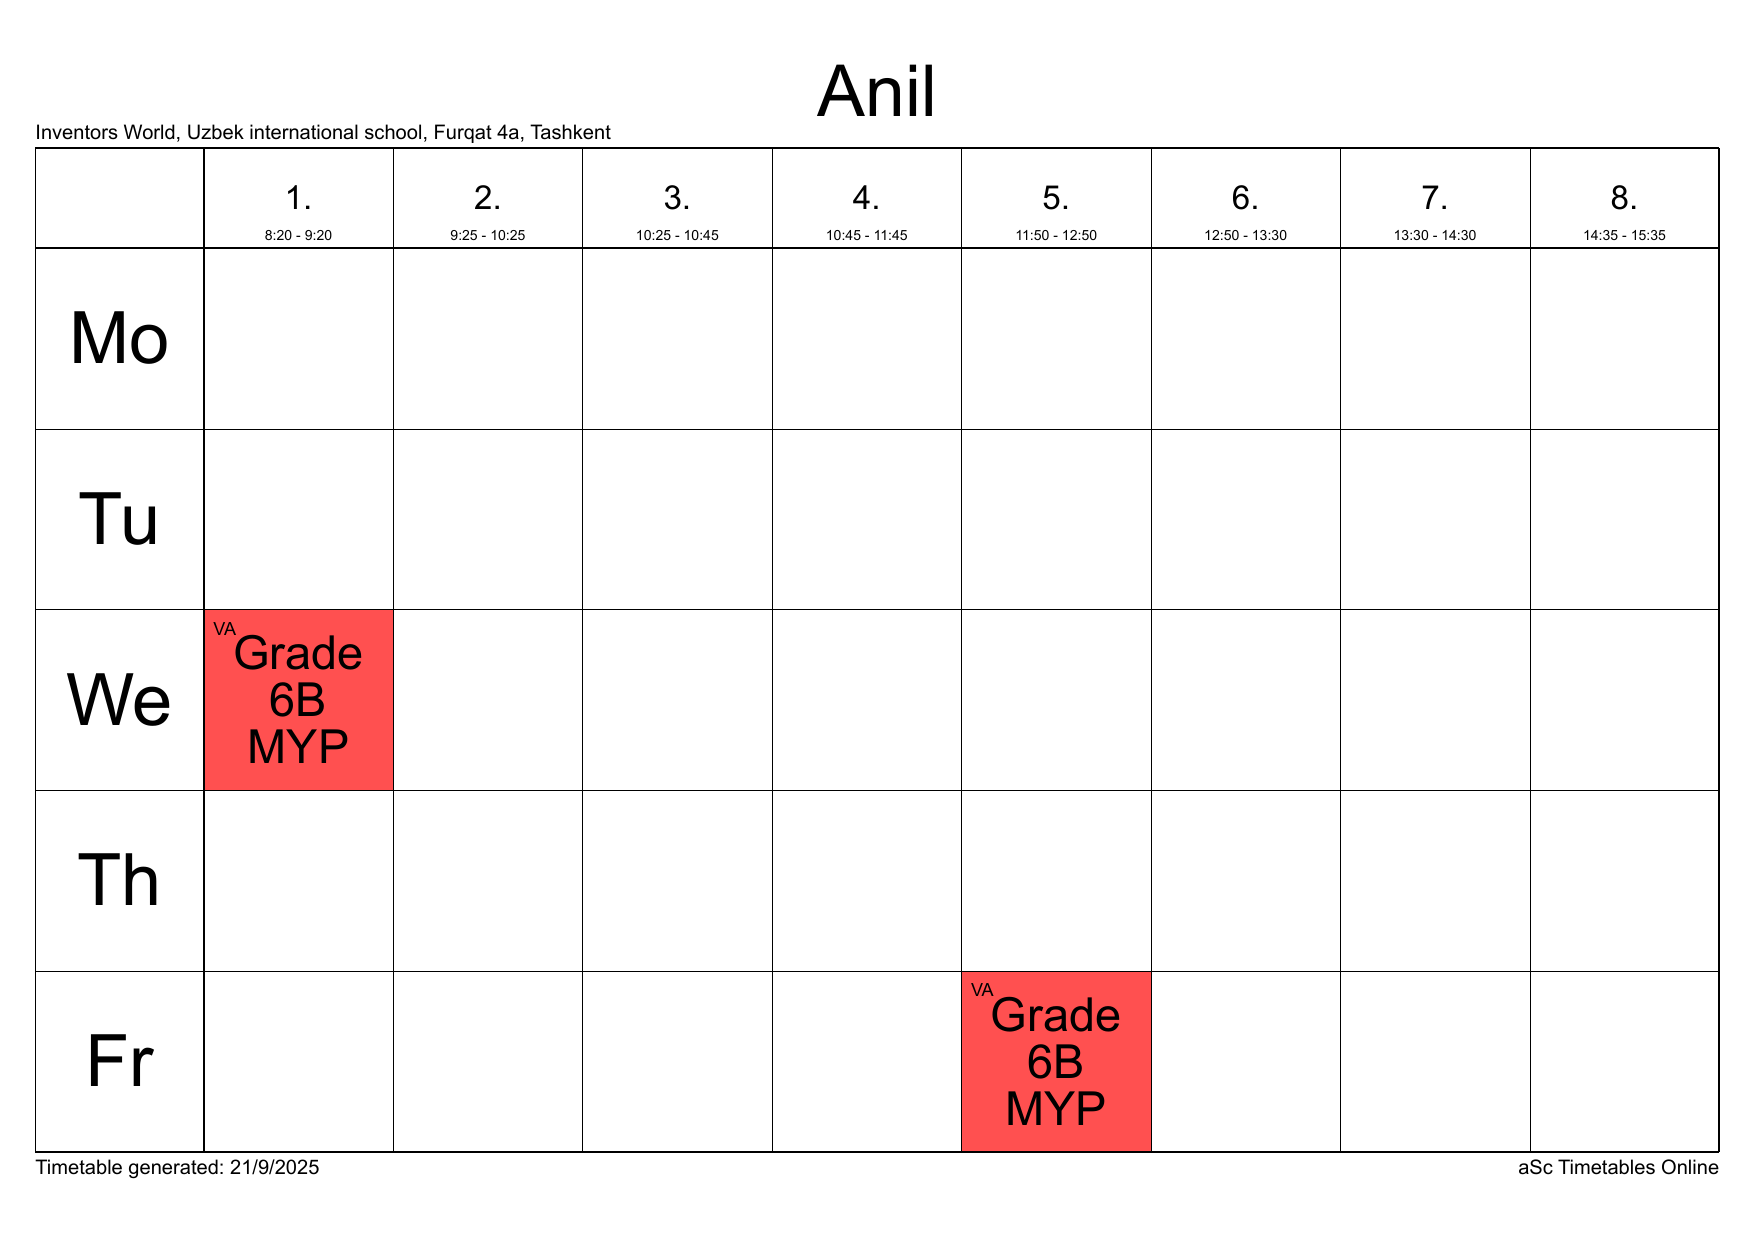 Anil
Inventors World, Uzbek international school, Furqat 4a, Tashkent
1. 2. 3. 4. 5. 6. 7. 8.
8:20 - 9:20 9:25 - 10:25 10:25 - 10:45 10:45 - 11:45 11:50 - 12:50 12:50 - 13:30 13:30 - 14:30 14:35 - 15:35
Mo
Tu
We
VA
Grade
6B
MYP
Th
Fr
VA
Grade
6B
MYP
Timetable generated: 21/9/2025
aSc Timetables Online